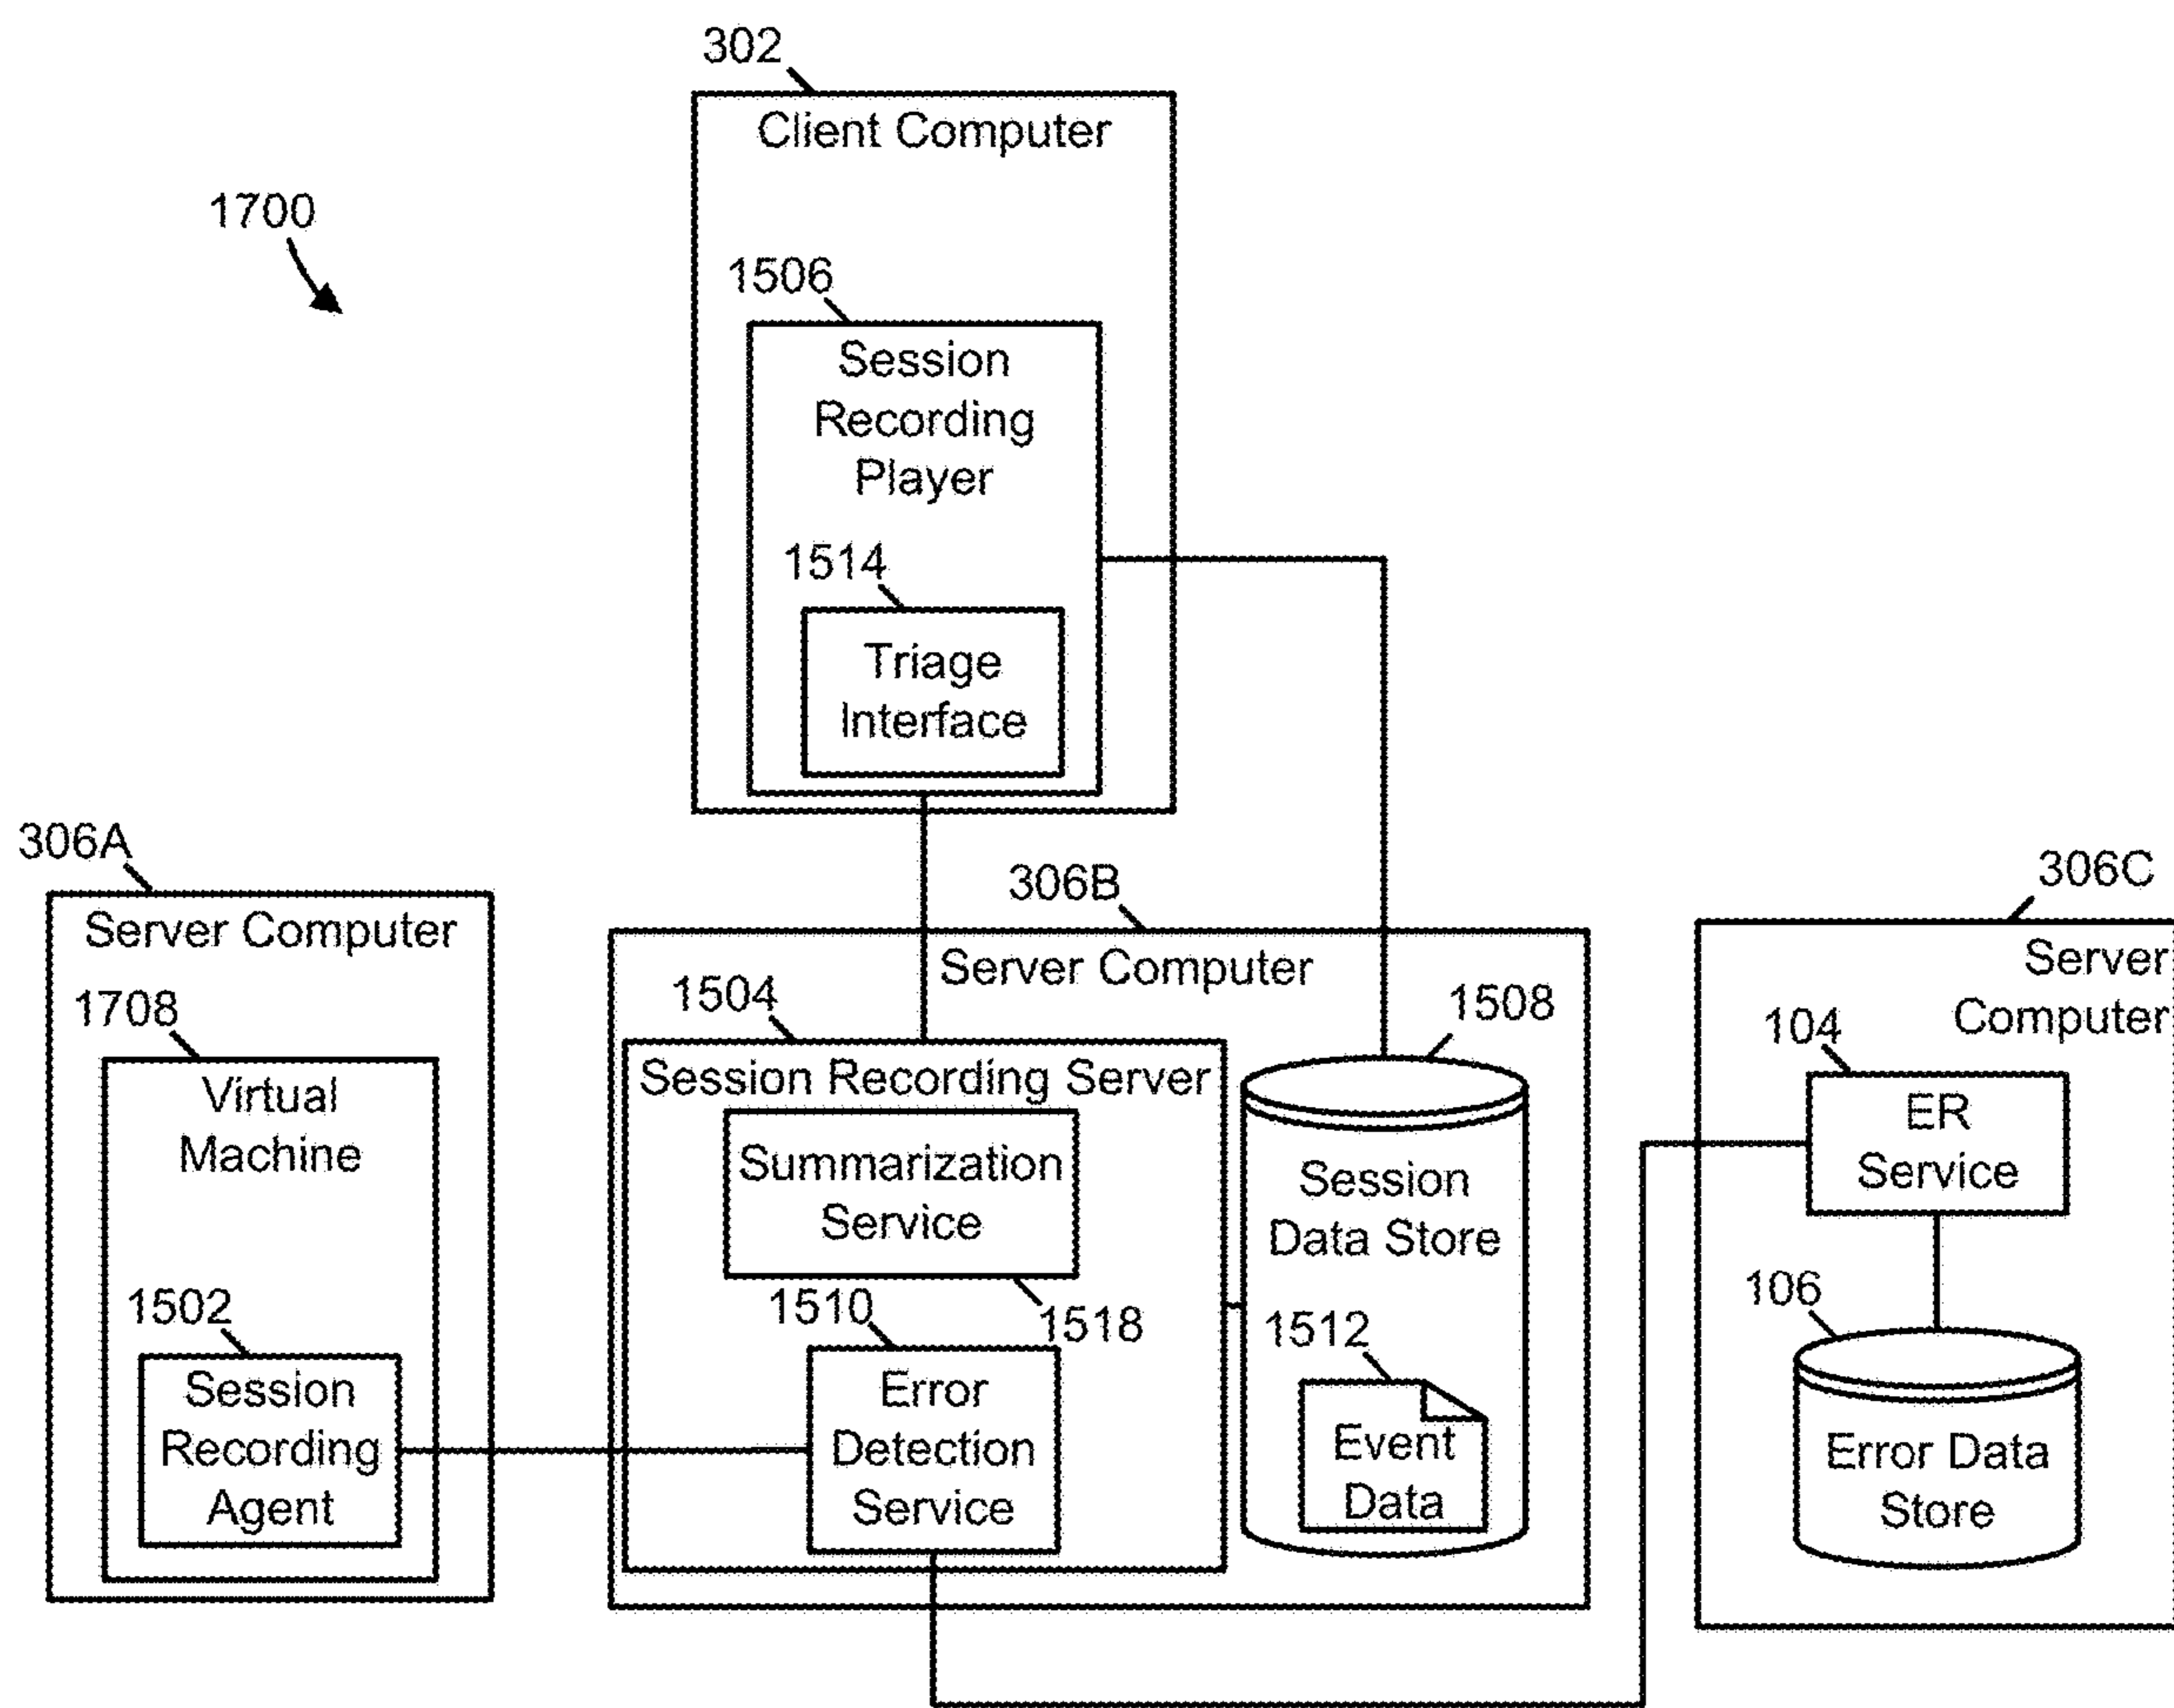 302
Client Computer
1700
1506
Session
Recording
Player
1514
Triage
Interface
306A
Server Computer
1708
Virtual
Machine
1502
Session
Recording
Agent
306B
Server Computer
1504
Session Recording Server
Summarization
Service
1518
1510
Error
Detection
Service
1508
Session
Data Store
1512
Event
Data
306C
Server
Computer
104
ER
Service
106
Error Data
Store